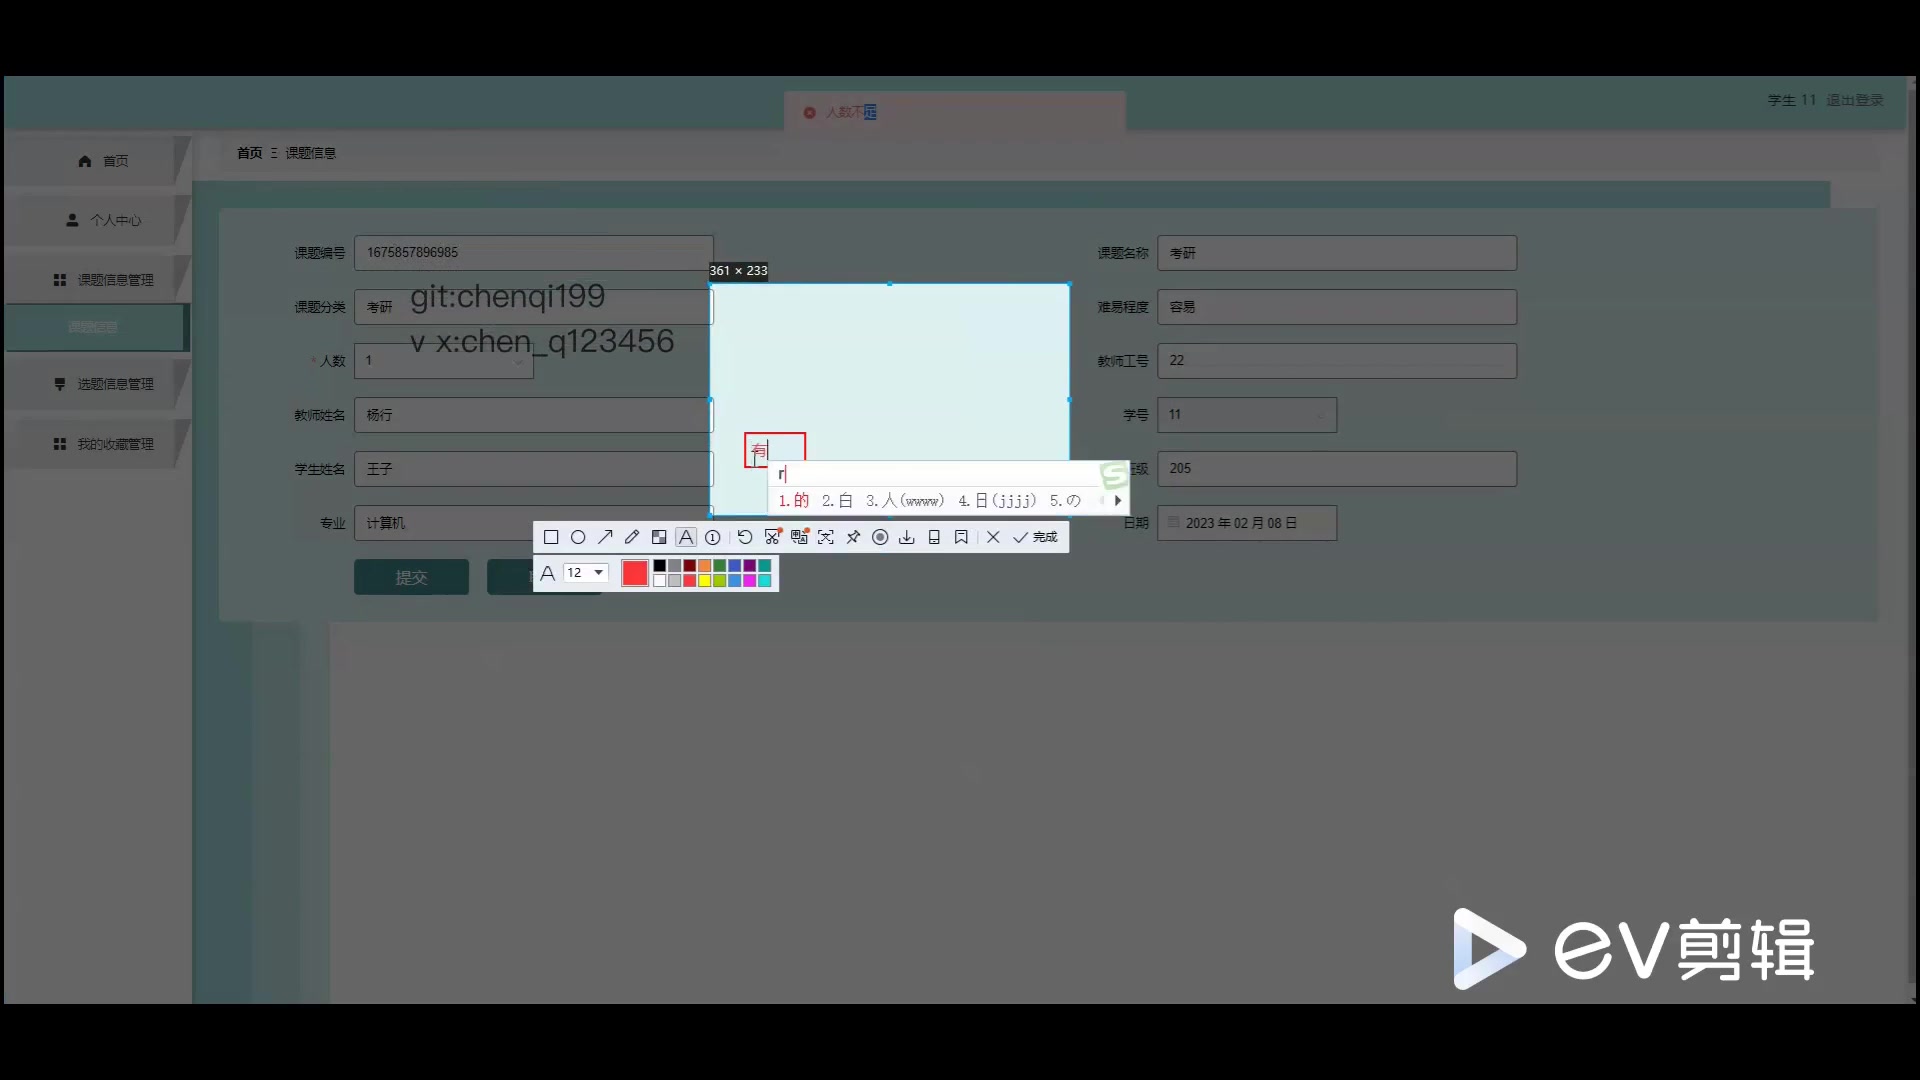 人数不足
学生 11 退出登录
首页
首页 Ξ 课题信息
个人中心
课题信息管理
课题信息
选题信息管理
我的收藏管理
课题编号 1675857896985
课题名称 考研
361 × 233
课题分类 考研
git:chenqi199
难易程度 容易
* 人数 1
v x:chen_q123456
教师工号 22
教师姓名 杨行
学号 11
有
学生姓名 王子
r
班级 205
1.的 2.白 3.人(wwww) 4.日(jjjj) 5.の
专业 计算机
日期 2023 年 02 月 08 日
完成
提交
A 12
ev剪辑